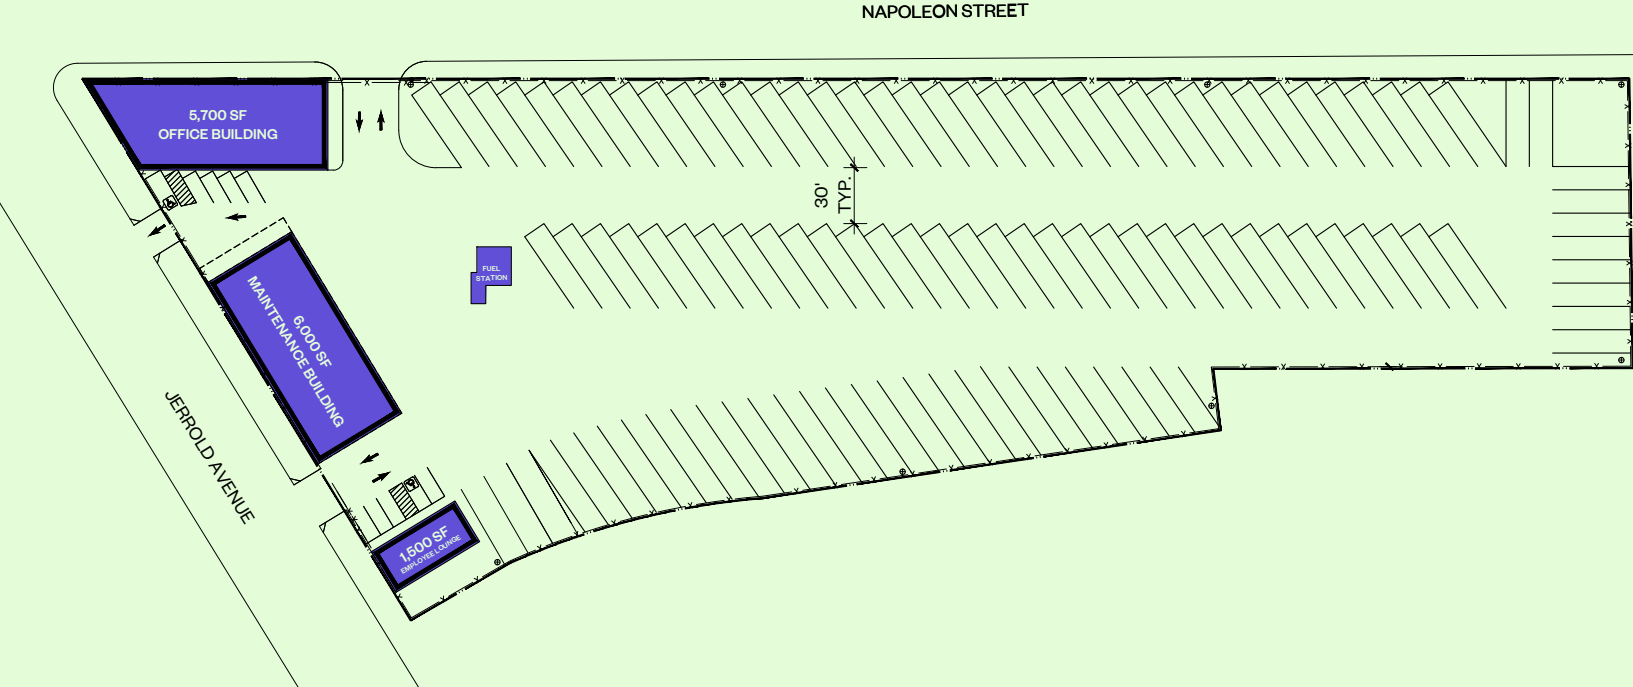 NAPOLEON STREET
5,700 SF
OFFICE BUILDING
30'
TYP.
FUEL
STATION
6,000 SF
MAINTENANCE BUILDING
JERROLD AVENUE
1,500 SF
EMPLOYEE LOUNGE